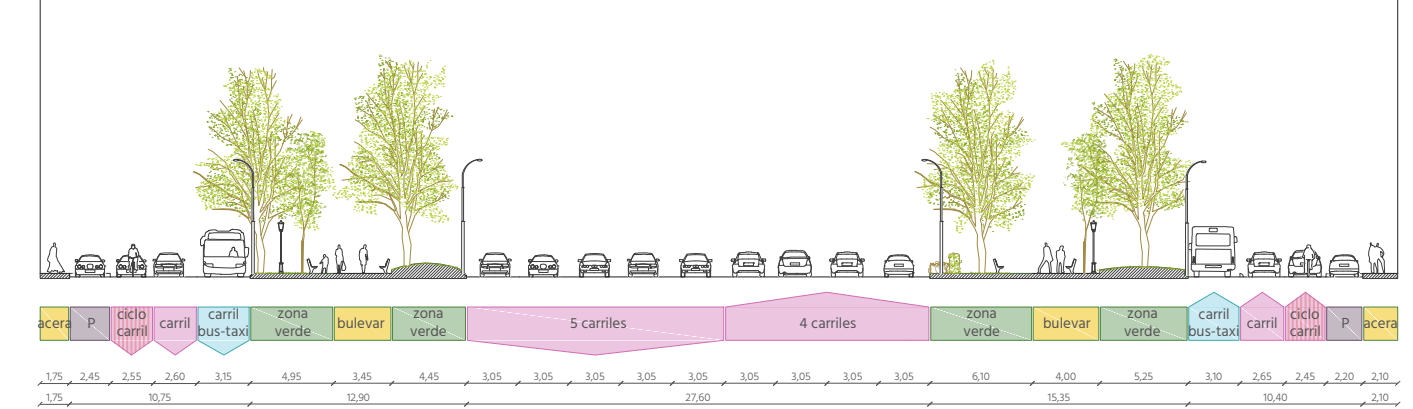 acera P ciclo carril carril carril bus-taxi zona verde bulevar zona verde 5 carriles 4 carriles zona verde bulevar zona verde carril bus-taxi carril ciclo carril P acera
1,75 2,45 2,55 2,60 3,15 4,95 3,45 4,45 3,05 3,05 3,05 3,05 3,05 3,05 3,05 3,05 3,05 6,10 4,00 5,25 3,10 2,65 2,45 2,20 2,10
1,75 10,75 12,90 27,60 15,35 10,40 2,10